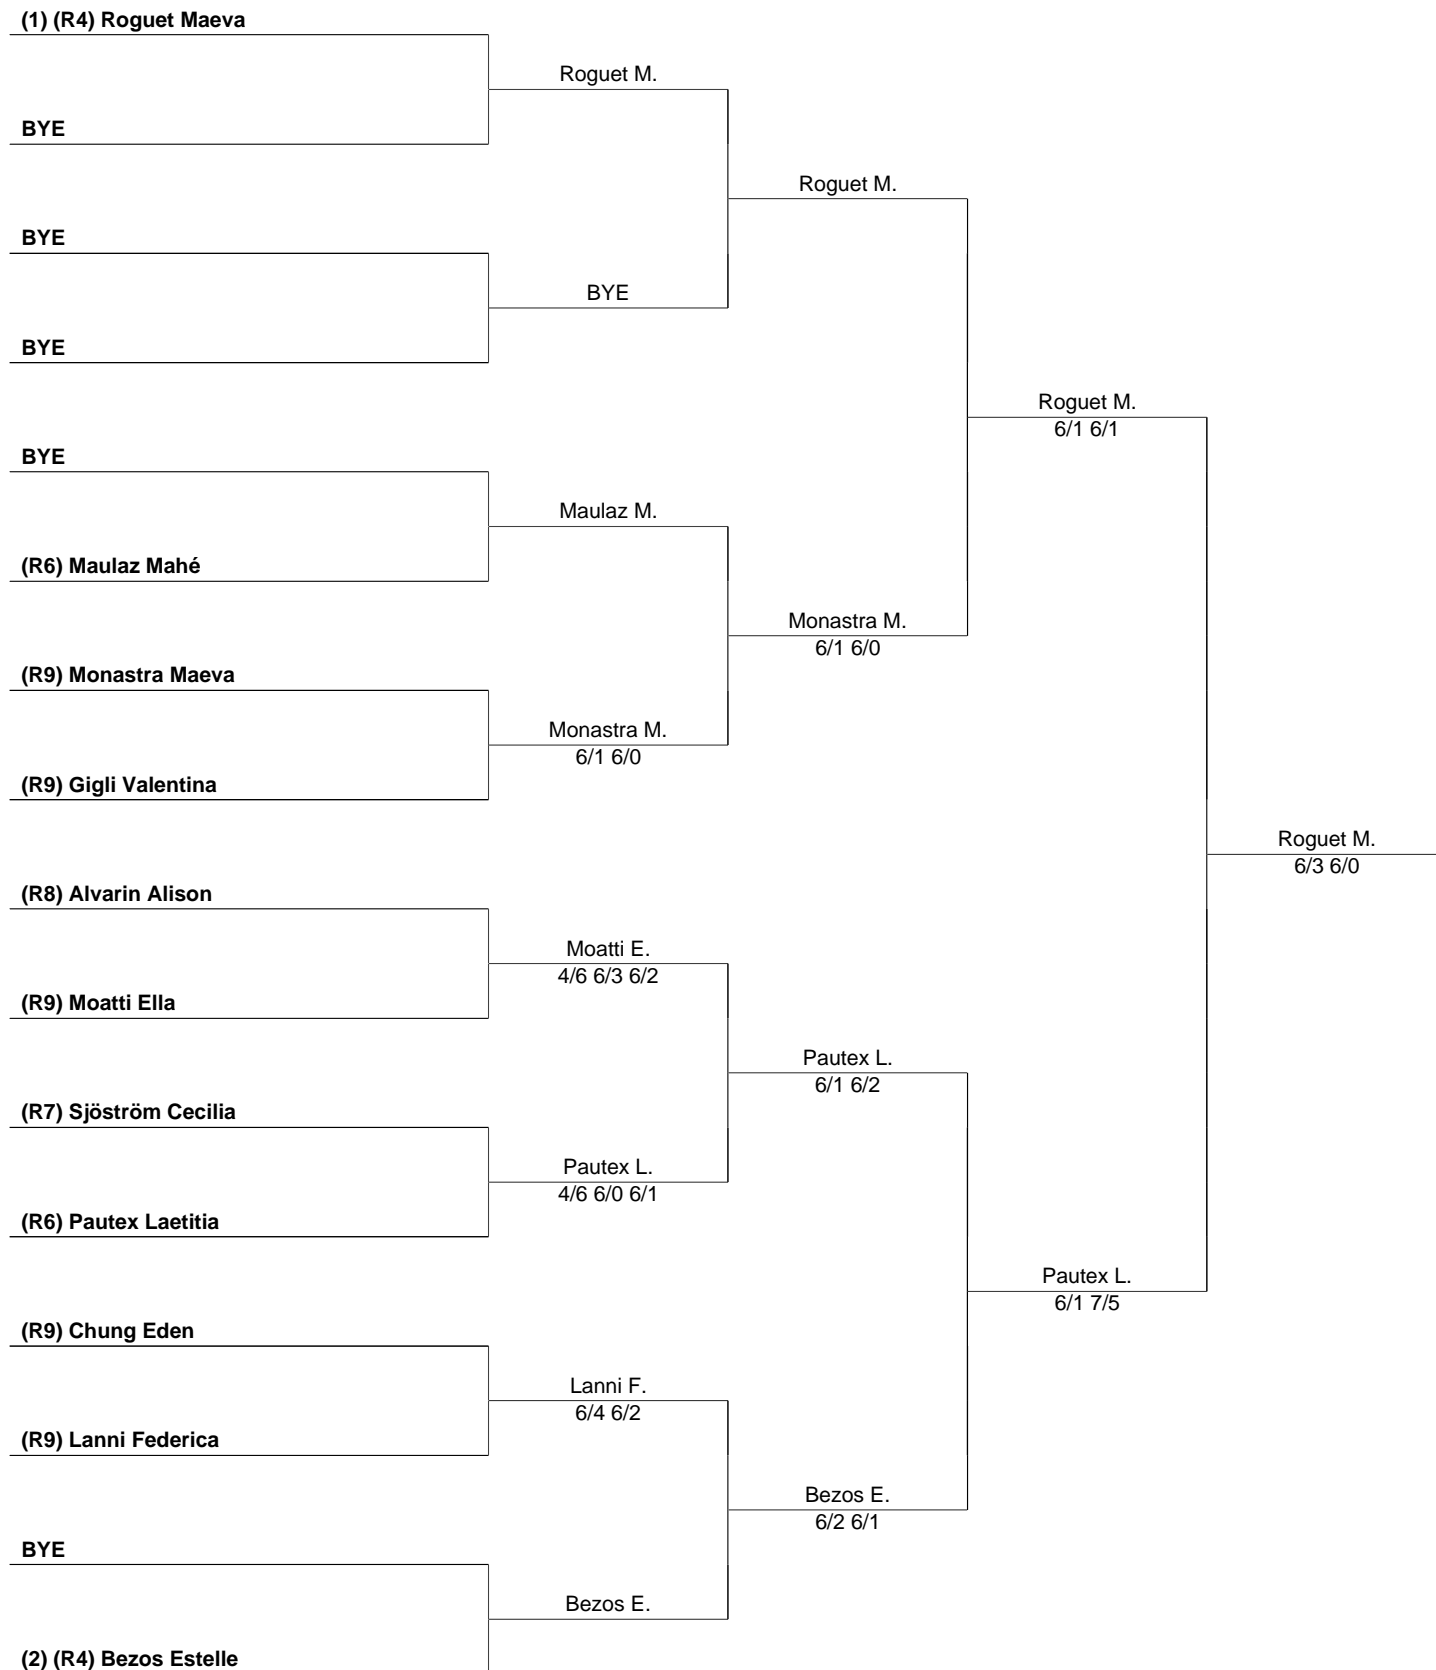 (1) (R4) Roguet Maeva
Roguet M.
BYE
Roguet M.
BYE
BYE
BYE
Roguet M.
6/1 6/1
BYE
Maulaz M.
(R6) Maulaz Mahé
Monastra M.
6/1 6/0
(R9) Monastra Maeva
Monastra M.
6/1 6/0
(R9) Gigli Valentina
Roguet M.
6/3 6/0
(R8) Alvarin Alison
Moatti E.
4/6 6/3 6/2
(R9) Moatti Ella
Pautex L.
6/1 6/2
(R7) Sjöström Cecilia
Pautex L.
4/6 6/0 6/1
(R6) Pautex Laetitia
Pautex L.
6/1 7/5
(R9) Chung Eden
Lanni F.
6/4 6/2
(R9) Lanni Federica
Bezos E.
6/2 6/1
BYE
Bezos E.
(2) (R4) Bezos Estelle